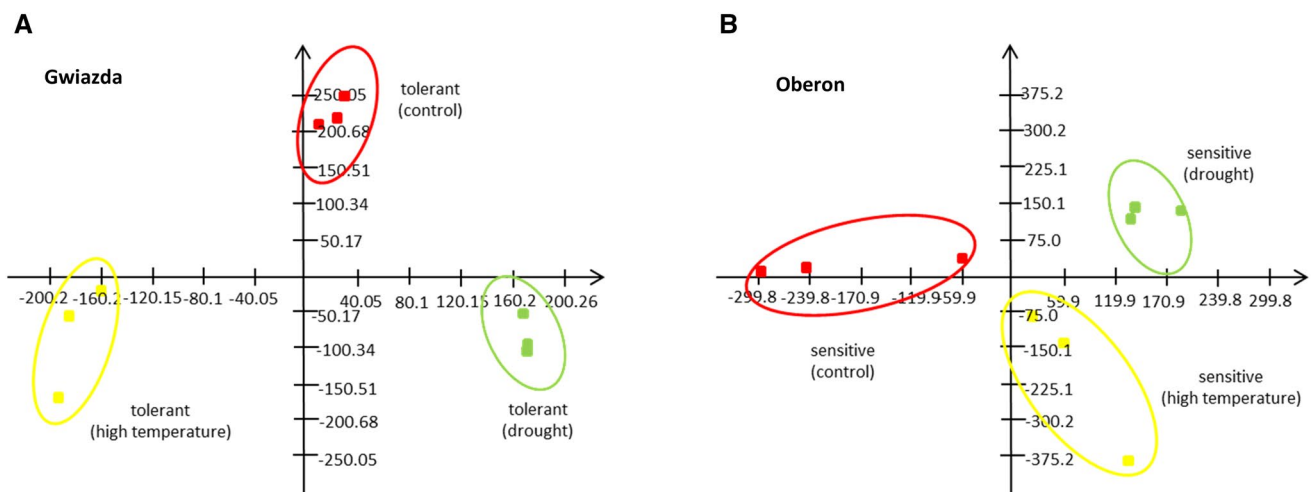 A
Gwiazda
250.05
200.68
150.51
100.34
50.17
-200.2 -160.2 -120.15 -80.1 -40.05 40.05 80.1 120.15 160.2 200.26
-50.17
-100.34
-150.51
-200.68
-250.05
tolerant
(control)
tolerant
(high temperature)
tolerant
(drought)
B
Oberon
375.2
300.2
225.1
150.1
75.0
-299.8 -239.8 -170.9 -119.9 -59.9 59.9 119.9 170.9 239.8 299.8
-75.0
-150.1
-225.1
-300.2
-375.2
sensitive
(drought)
sensitive
(control)
sensitive
(high temperature)